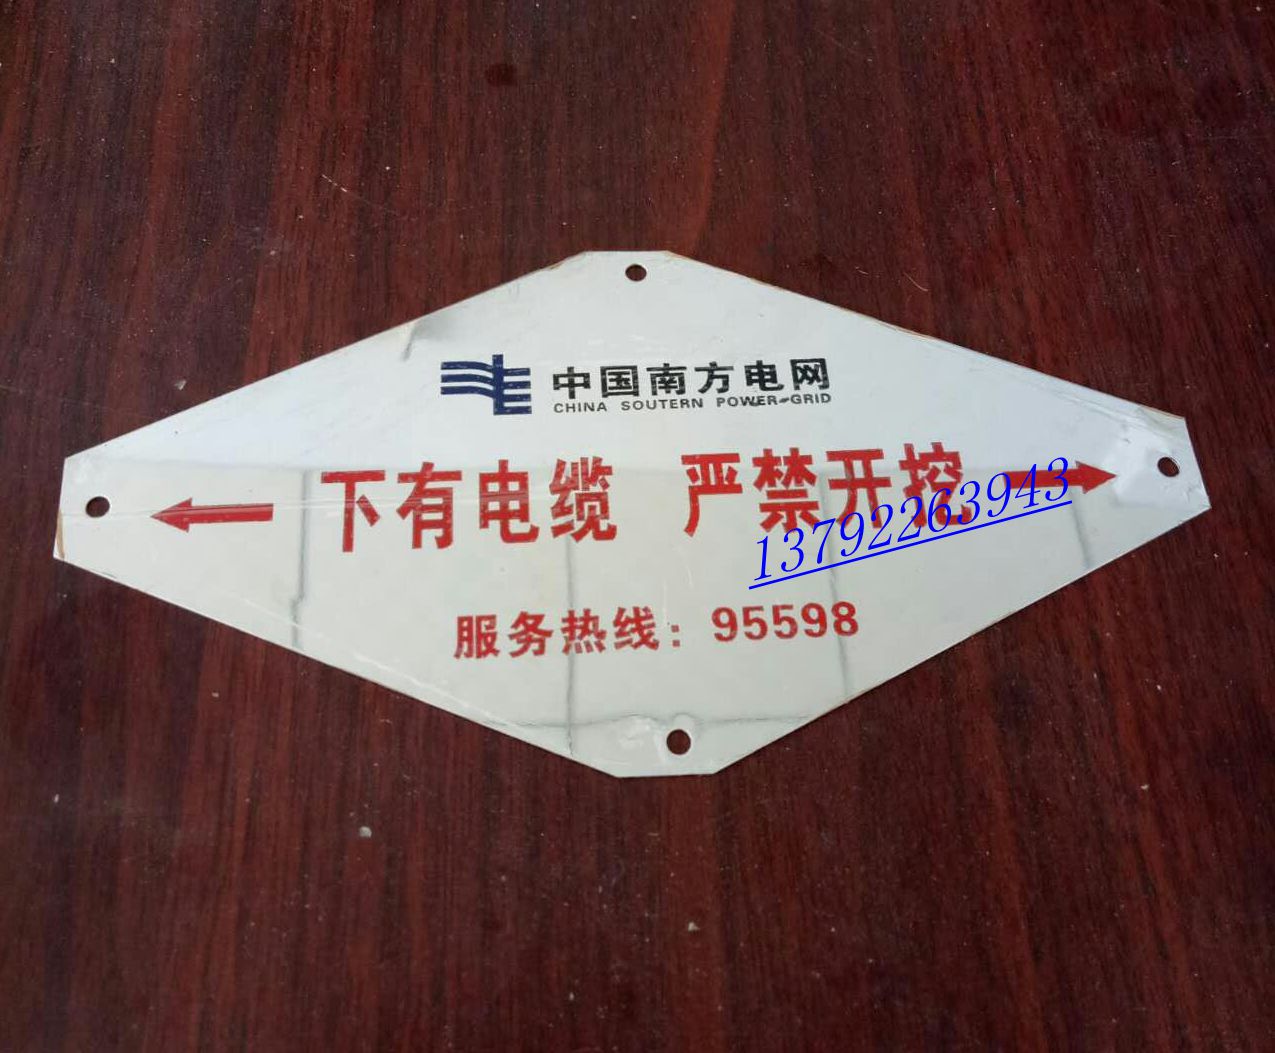 中国南方电网
CHINA SOUTERN POWER-GRID
下有电缆 严禁开挖
13792263943
服务热线：95598